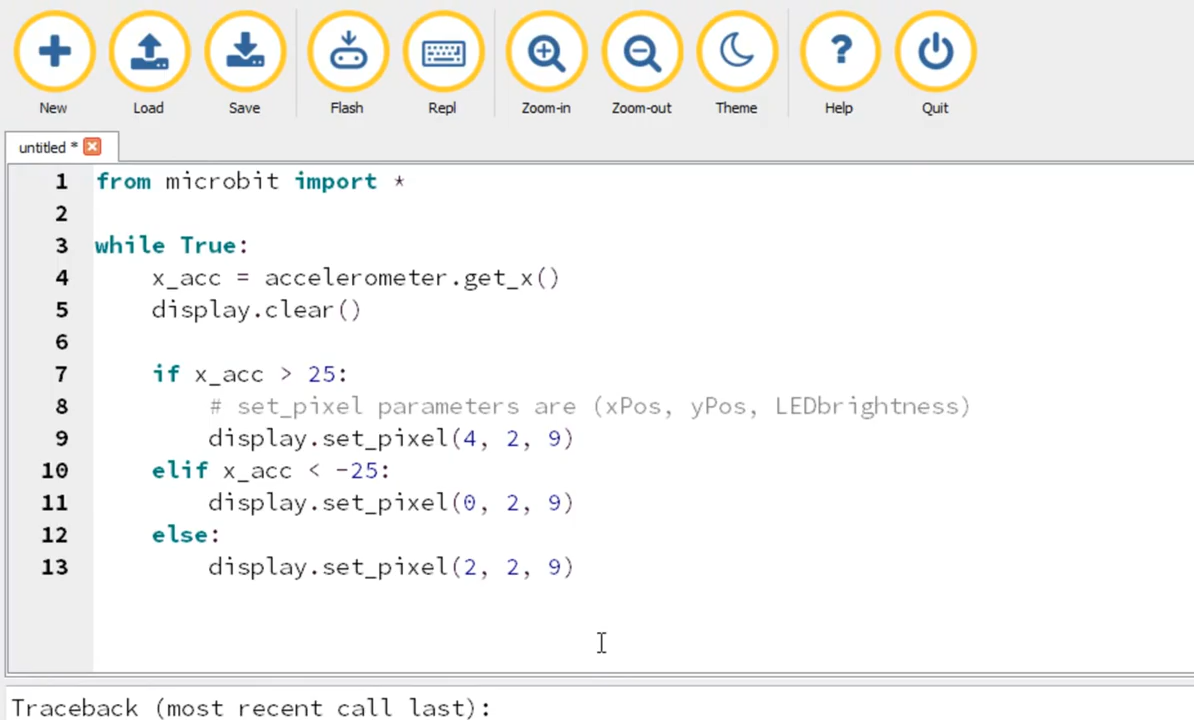 New Load Save Flash Repl Zoom-in Zoom-out Theme Help Quit
untitled *
1 from microbit import *
2
3 while True:
4     x_acc = accelerometer.get_x()
5     display.clear()
6
7     if x_acc > 25:
8         # set_pixel parameters are (xPos, yPos, LEDbrightness)
9         display.set_pixel(4, 2, 9)
10     elif x_acc < -25:
11         display.set_pixel(0, 2, 9)
12     else:
13         display.set_pixel(2, 2, 9)
Traceback (most recent call last):